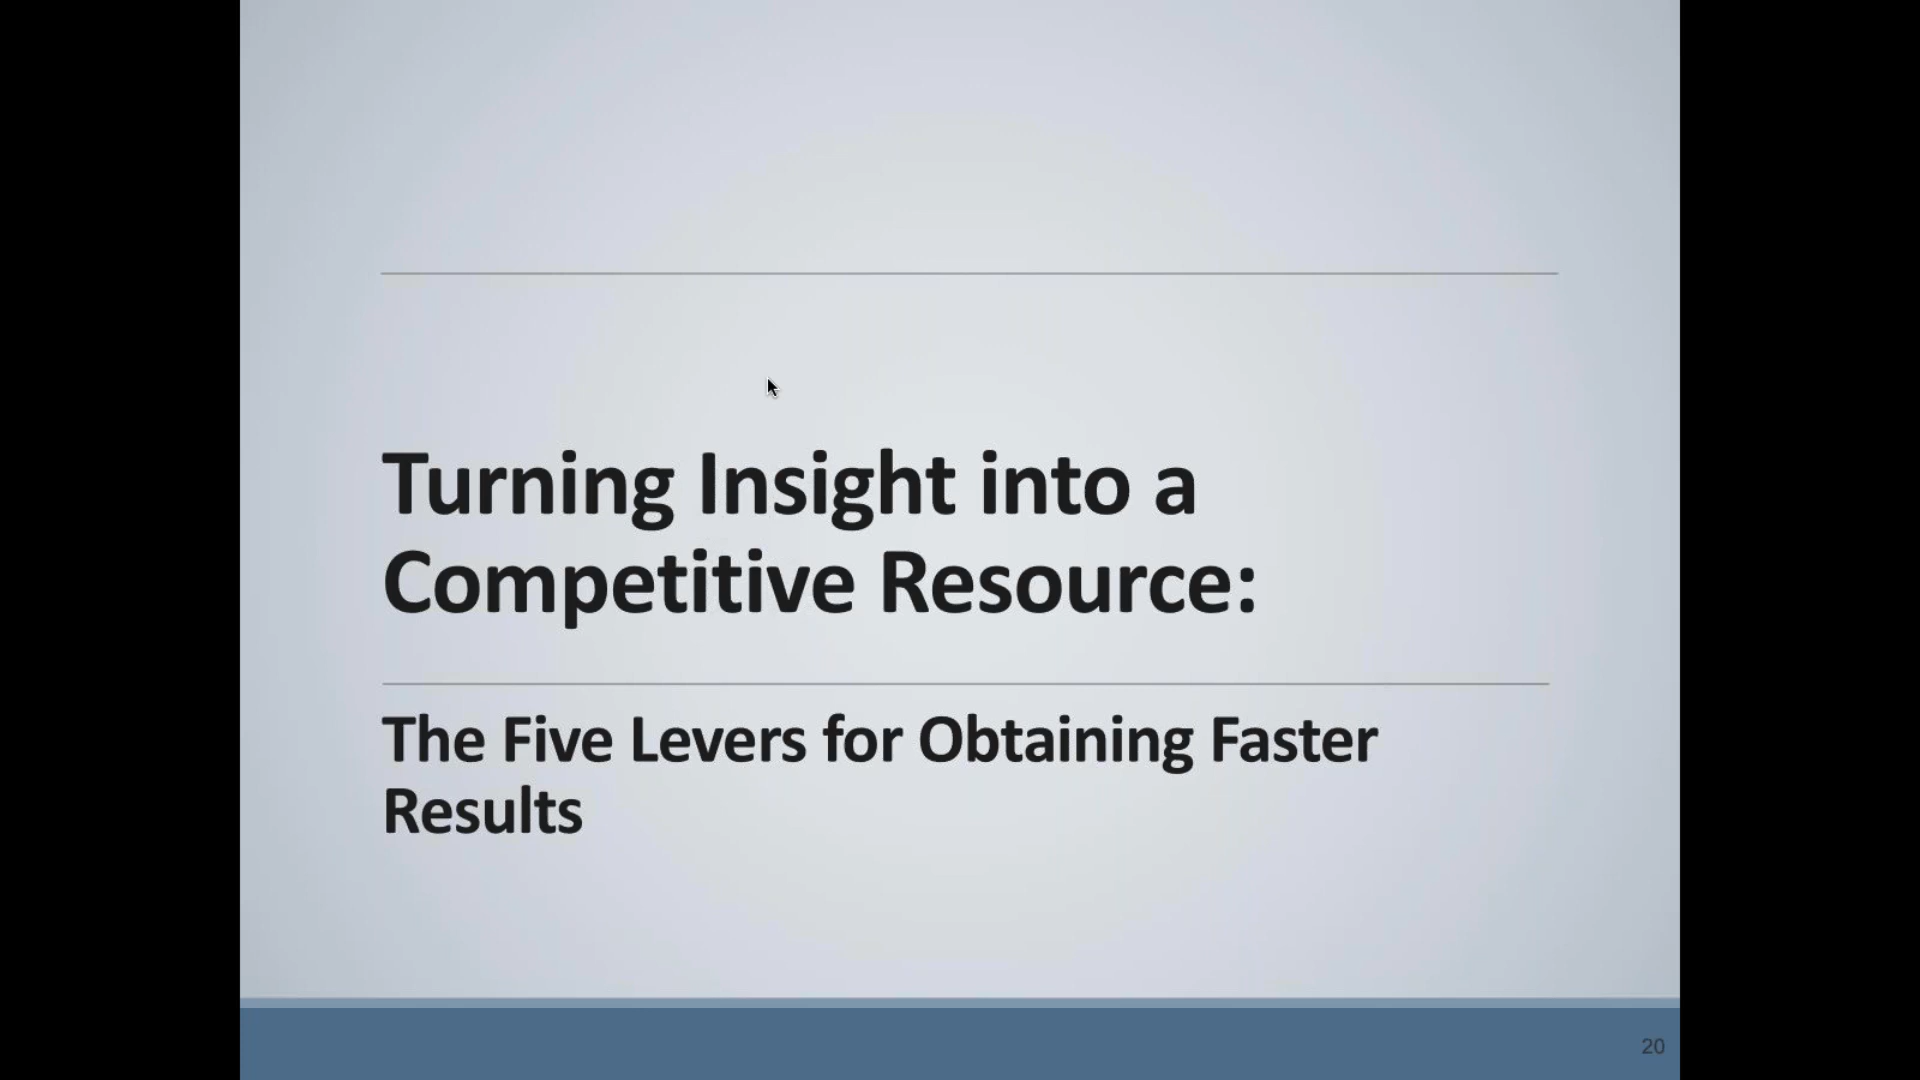 Turning Insight into a
Competitive Resource:
The Five Levers for Obtaining Faster
Results
20